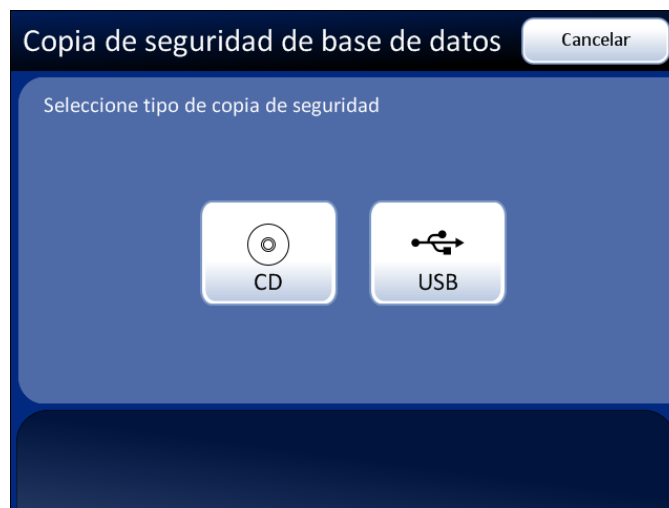 Copia de seguridad de base de datos
Cancelar
Seleccione tipo de copia de seguridad
CD
USB